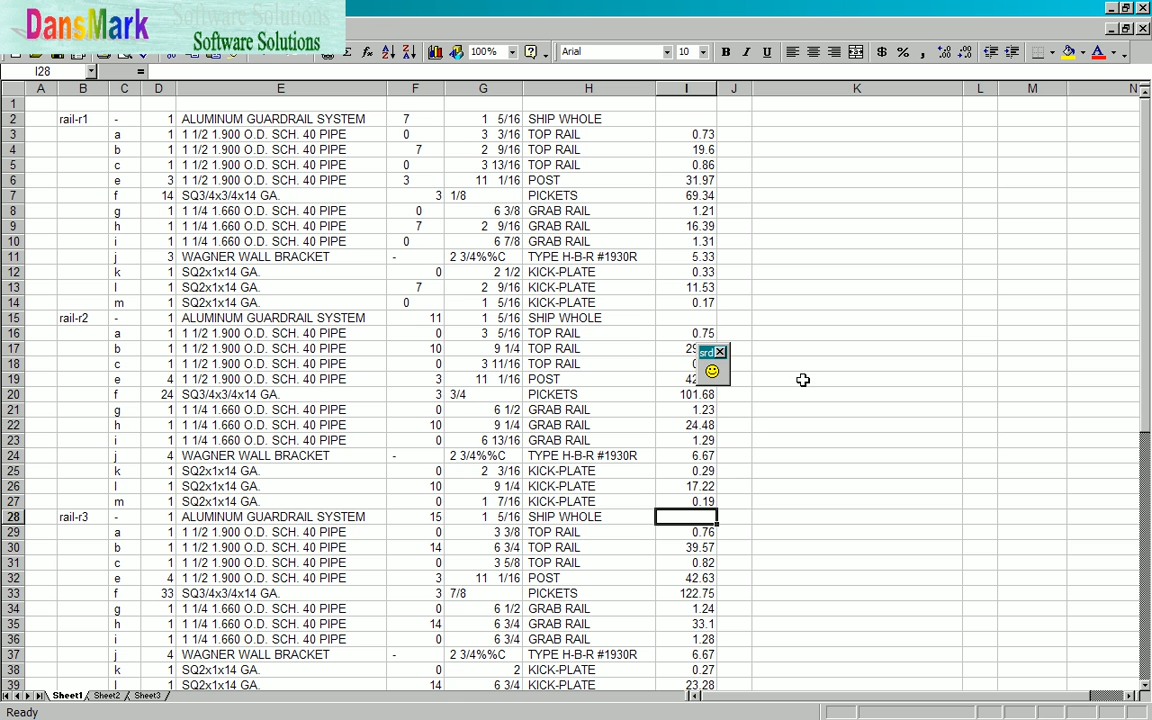 DansMark
Software Solutions
Software Solutions
100%
?
Arial
10
B I U
$ % ,
I28
=
A B C D E F G H I J K L M N
1
2 rail-r1 - 1 ALUMINUM GUARDRAIL SYSTEM 7 1 5/16 SHIP WHOLE
3 a 1 1 1/2 1.900 O.D. SCH. 40 PIPE 0 3 3/16 TOP RAIL 0.73
4 b 1 1 1/2 1.900 O.D. SCH. 40 PIPE 7 2 9/16 TOP RAIL 19.6
5 c 1 1 1/2 1.900 O.D. SCH. 40 PIPE 0 3 13/16 TOP RAIL 0.86
6 e 3 1 1/2 1.900 O.D. SCH. 40 PIPE 3 11 1/16 POST 31.97
7 f 14 SQ3/4x3/4x14 GA. 3 1/8 PICKETS 69.34
8 g 1 1 1/4 1.660 O.D. SCH. 40 PIPE 0 6 3/8 GRAB RAIL 1.21
9 h 1 1 1/4 1.660 O.D. SCH. 40 PIPE 7 2 9/16 GRAB RAIL 16.39
10 i 1 1 1/4 1.660 O.D. SCH. 40 PIPE 0 6 7/8 GRAB RAIL 1.31
11 j 3 WAGNER WALL BRACKET - 2 3/4%%C TYPE H-B-R #1930R 5.33
12 k 1 SQ2x1x14 GA. 0 2 1/2 KICK-PLATE 0.33
13 l 1 SQ2x1x14 GA. 7 2 9/16 KICK-PLATE 11.53
14 m 1 SQ2x1x14 GA. 0 1 5/16 KICK-PLATE 0.17
15 rail-r2 - 1 ALUMINUM GUARDRAIL SYSTEM 11 1 5/16 SHIP WHOLE
16 a 1 1 1/2 1.900 O.D. SCH. 40 PIPE 0 3 5/16 TOP RAIL 0.75
17 b 1 1 1/2 1.900 O.D. SCH. 40 PIPE 10 9 1/4 TOP RAIL 29
18 c 1 1 1/2 1.900 O.D. SCH. 40 PIPE 0 3 11/16 TOP RAIL
19 e 4 1 1/2 1.900 O.D. SCH. 40 PIPE 3 11 1/16 POST 42
20 f 24 SQ3/4x3/4x14 GA. 3 3/4 PICKETS 101.68
21 g 1 1 1/4 1.660 O.D. SCH. 40 PIPE 0 6 1/2 GRAB RAIL 1.23
22 h 1 1 1/4 1.660 O.D. SCH. 40 PIPE 10 9 1/4 GRAB RAIL 24.48
23 i 1 1 1/4 1.660 O.D. SCH. 40 PIPE 0 6 13/16 GRAB RAIL 1.29
24 j 4 WAGNER WALL BRACKET - 2 3/4%%C TYPE H-B-R #1930R 6.67
25 k 1 SQ2x1x14 GA. 0 2 3/16 KICK-PLATE 0.29
26 l 1 SQ2x1x14 GA. 10 9 1/4 KICK-PLATE 17.22
27 m 1 SQ2x1x14 GA. 0 1 7/16 KICK-PLATE 0.19
28 rail-r3 - 1 ALUMINUM GUARDRAIL SYSTEM 15 1 5/16 SHIP WHOLE
29 a 1 1 1/2 1.900 O.D. SCH. 40 PIPE 0 3 3/8 TOP RAIL 0.76
30 b 1 1 1/2 1.900 O.D. SCH. 40 PIPE 14 6 3/4 TOP RAIL 39.57
31 c 1 1 1/2 1.900 O.D. SCH. 40 PIPE 0 3 5/8 TOP RAIL 0.82
32 e 4 1 1/2 1.900 O.D. SCH. 40 PIPE 3 11 1/16 POST 42.63
33 f 33 SQ3/4x3/4x14 GA. 3 7/8 PICKETS 122.75
34 g 1 1 1/4 1.660 O.D. SCH. 40 PIPE 0 6 1/2 GRAB RAIL 1.24
35 h 1 1 1/4 1.660 O.D. SCH. 40 PIPE 14 6 3/4 GRAB RAIL 33.1
36 i 1 1 1/4 1.660 O.D. SCH. 40 PIPE 0 6 3/4 GRAB RAIL 1.28
37 j 4 WAGNER WALL BRACKET - 2 3/4%%C TYPE H-B-R #1930R 6.67
38 k 1 SQ2x1x14 GA. 0 2 KICK-PLATE 0.27
39 l 1 SQ2x1x14 GA. 14 6 3/4 KICK-PLATE 23.28
srd
Sheet1 Sheet2 Sheet3
Ready